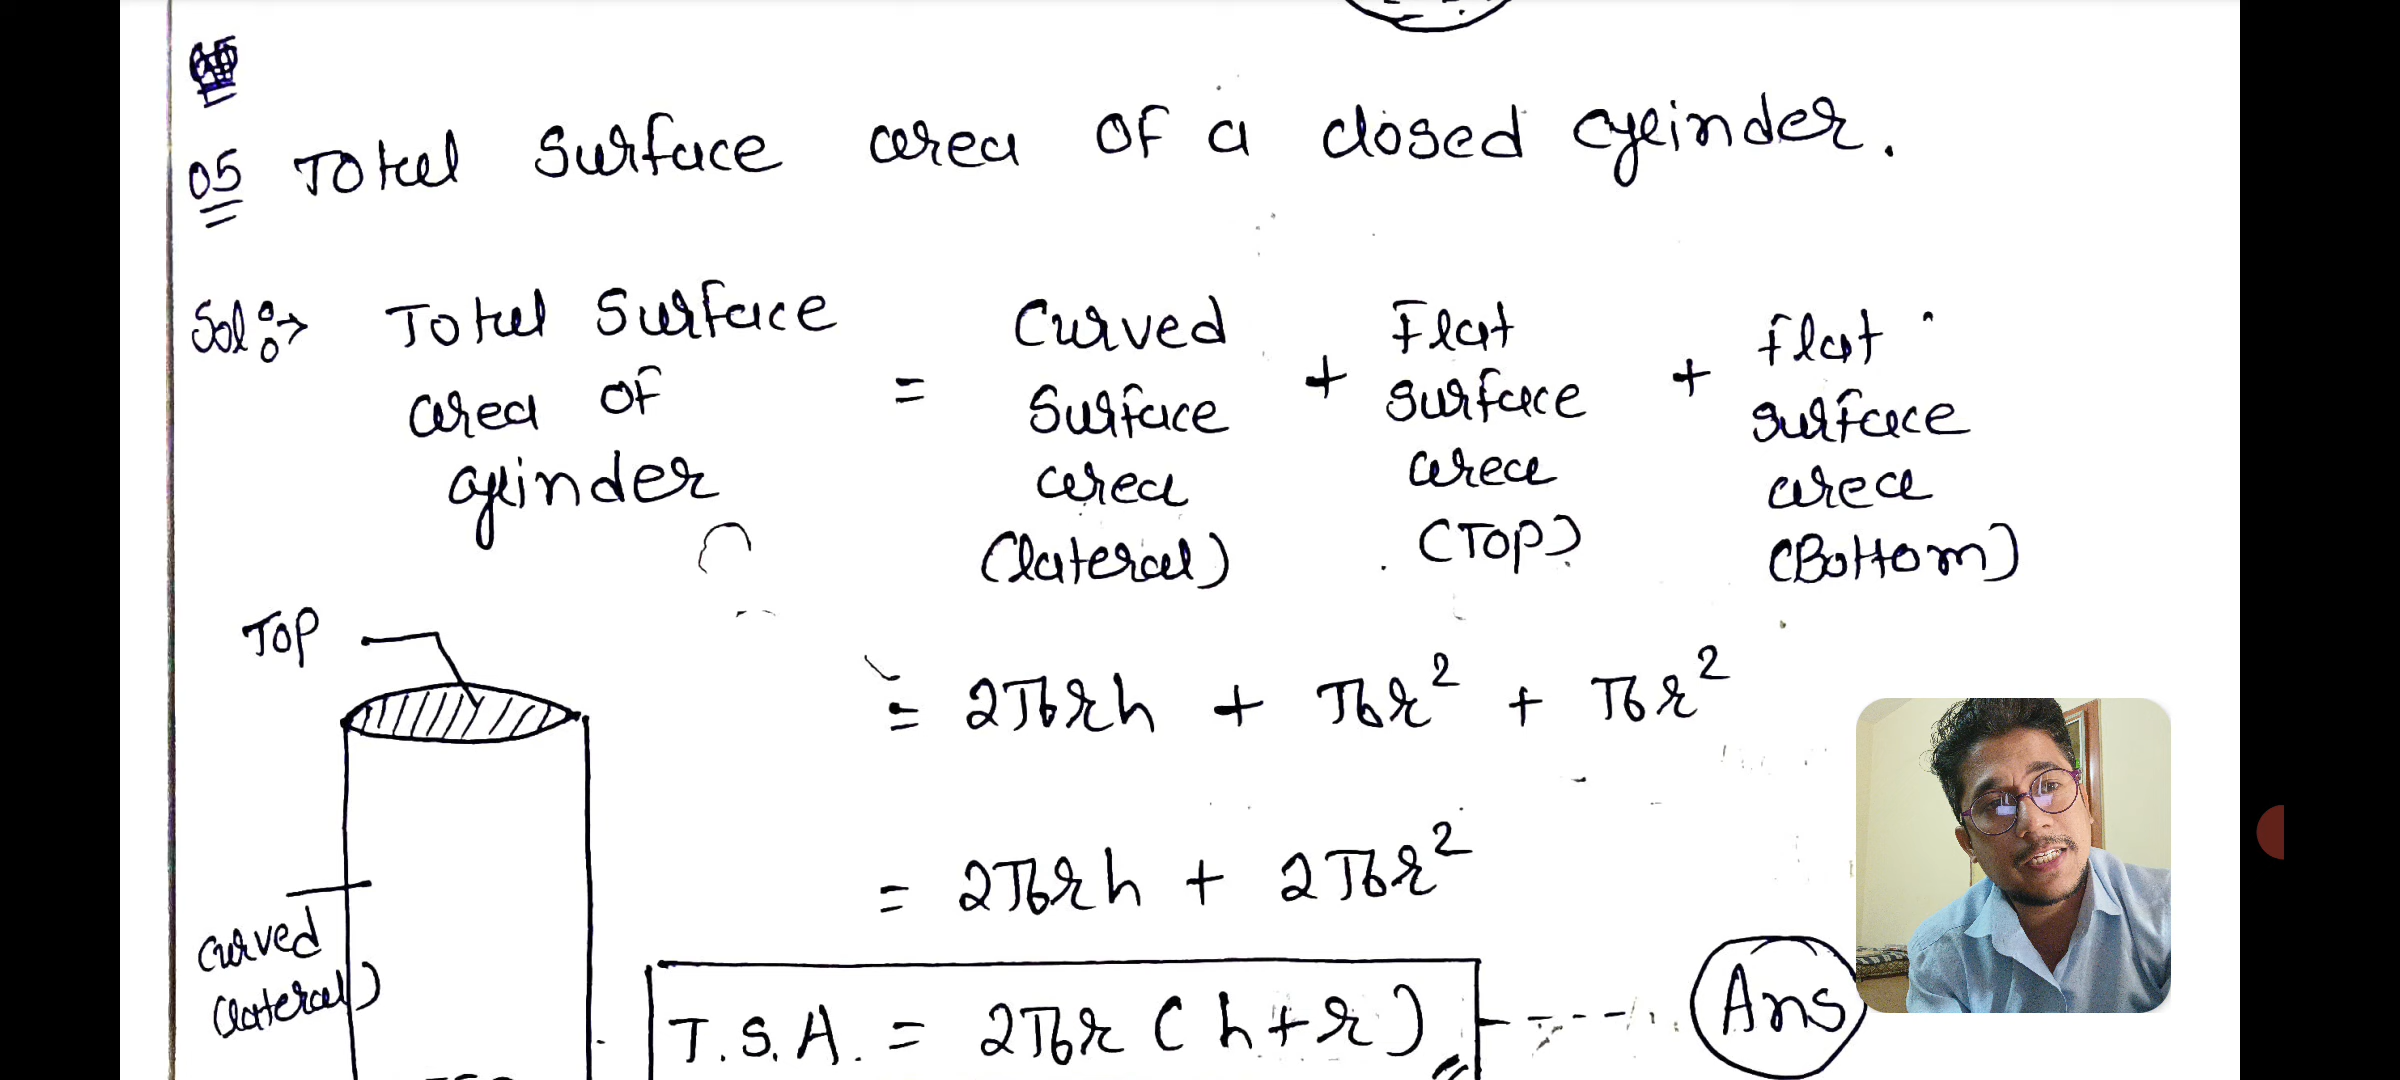 05 Total Surface area of a closed cylinder.
Sol :→ Total Surface area of cylinder = Curved Surface area (lateral) + Flat surface area (Top) + Flat surface area (Bottom)
Top
= 2πrh + πr² + πr²
= 2πrh + 2πr²
Curved
(lateral)
T.S.A. = 2πr (h+r)
Ans